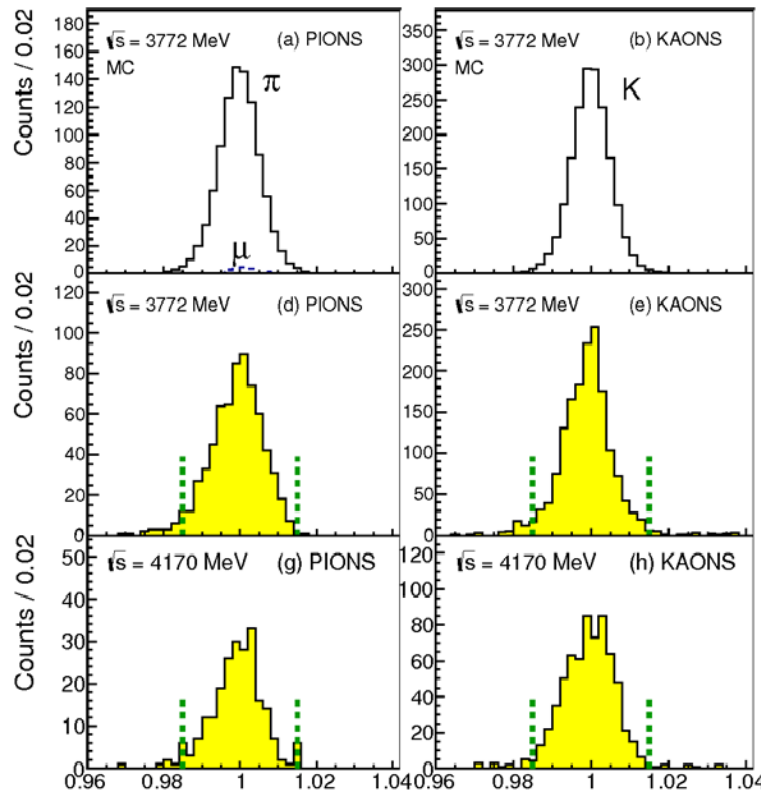 Counts / 0.02
180
160
140
120
100
80
60
40
20
0
√s = 3772 MeV (a) PIONS
MC
π
μ
350
300
250
200
150
100
50
0
√s = 3772 MeV (b) KAONS
MC
K
Counts / 0.02
120
100
80
60
40
20
0
√s = 3772 MeV (d) PIONS
300
250
200
150
100
50
0
√s = 3772 MeV (e) KAONS
Counts / 0.02
50
40
30
20
10
0
√s = 4170 MeV (g) PIONS
120
100
80
60
40
20
0
√s = 4170 MeV (h) KAONS
0.96 0.98 1 1.02 1.04
0.96 0.98 1 1.02 1.04